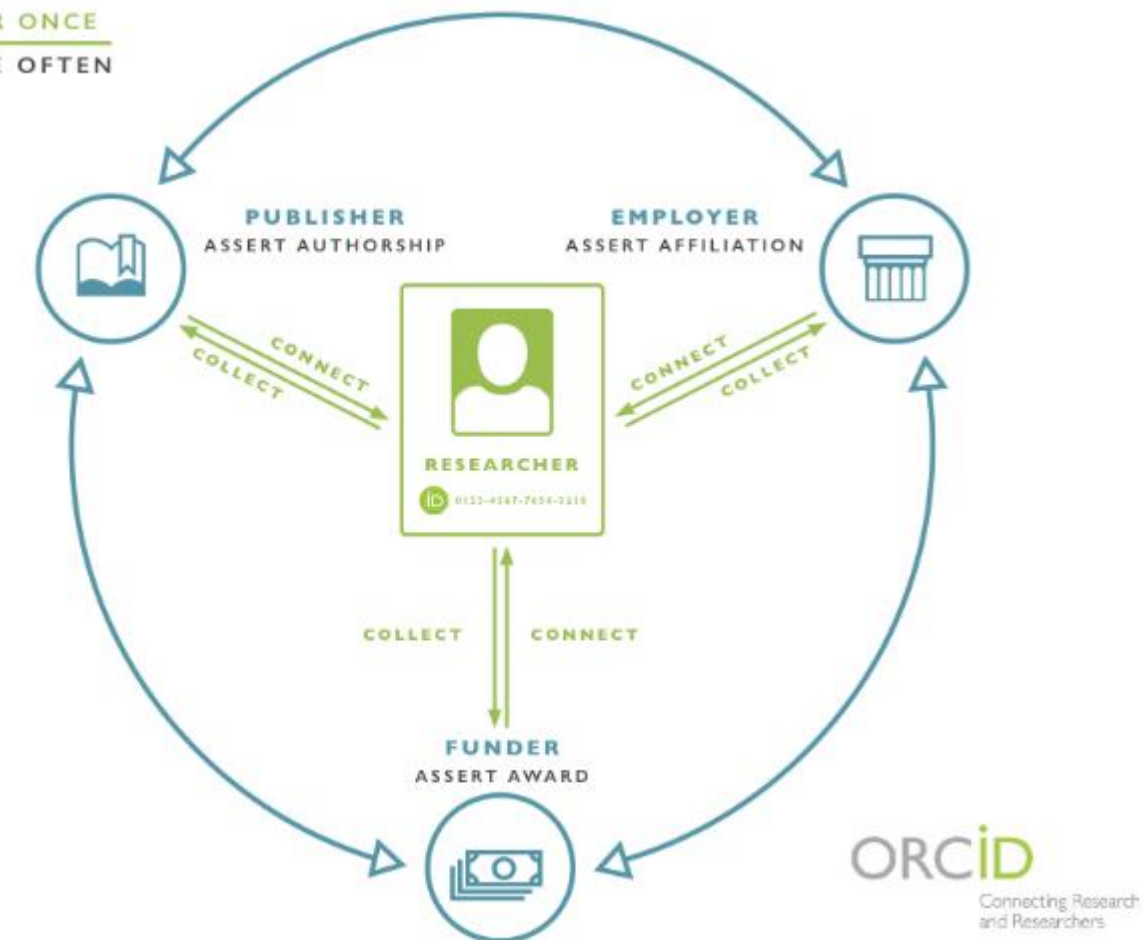 R ONCE
E OFTEN
PUBLISHER
ASSERT AUTHORSHIP
EMPLOYER
ASSERT AFFILIATION
CONNECT
COLLECT
CONNECT
COLLECT
RESEARCHER
iD 0123-4567-7654-3210
COLLECT
CONNECT
FUNDER
ASSERT AWARD
ORCiD
Connecting Research
and Researchers